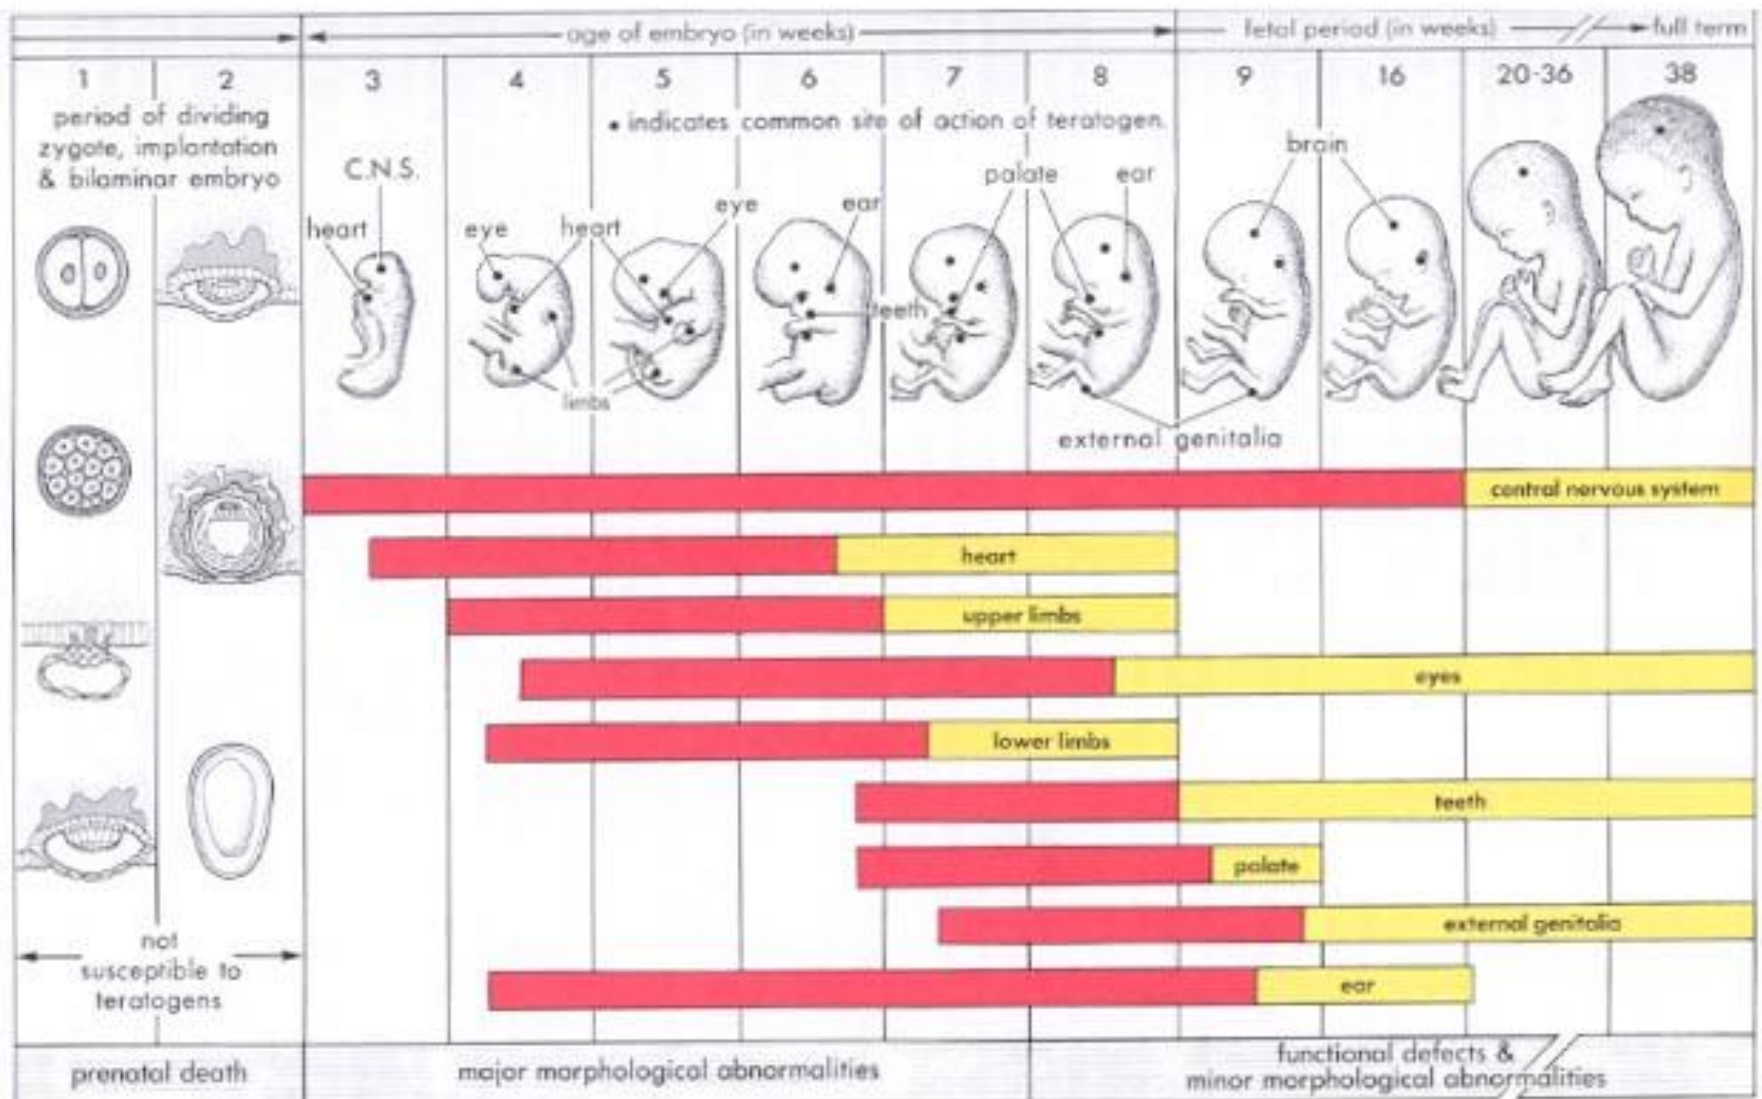 age of embryo (in weeks)
fetal period (in weeks)
full term
1
2
3
4
5
6
7
8
9
16
20-36
38
period of dividing
zygote, implantation
& bilaminar embryo
• indicates common site of action of teratogen.
C.N.S.
heart
eye
heart
eye
ear
palate
ear
brain
teeth
limbs
external genitalia
central nervous system
heart
upper limbs
eyes
lower limbs
teeth
palate
external genitalia
ear
not
susceptible to
teratogens
prenatal death
major morphological abnormalities
functional defects &
minor morphological abnormalities